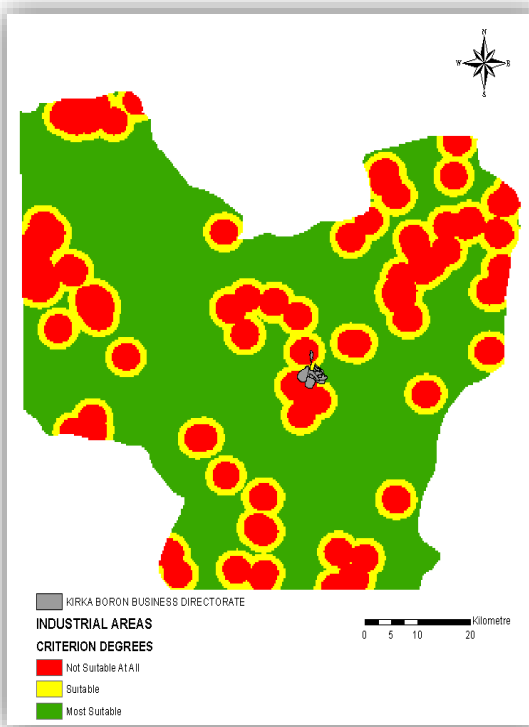 N
W E
S
KIRKA BORON BUSINESS DIRECTORATE
INDUSTRIAL AREAS
CRITERION DEGREES
Not Suitable At All
Suitable
Most Suitable
Kilometre
0 5 10 20